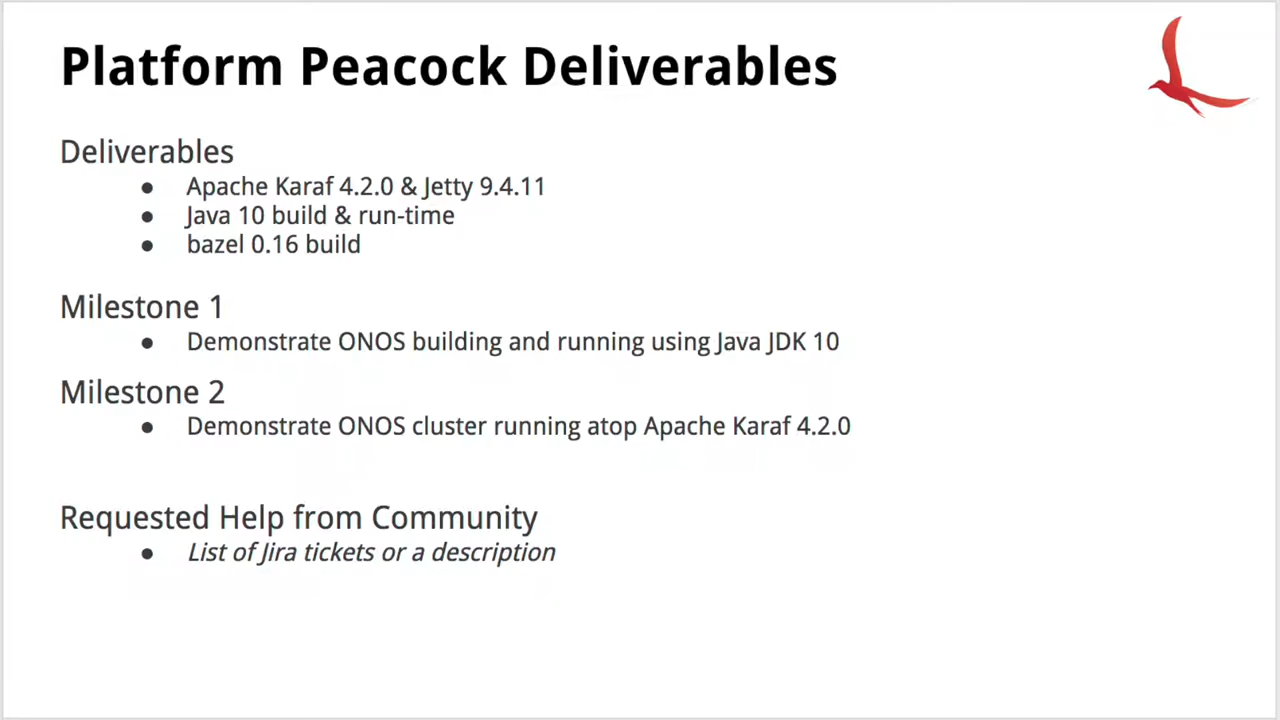 Platform Peacock Deliverables
Deliverables
● Apache Karaf 4.2.0 & Jetty 9.4.11
● Java 10 build & run-time
● bazel 0.16 build
Milestone 1
● Demonstrate ONOS building and running using Java JDK 10
Milestone 2
● Demonstrate ONOS cluster running atop Apache Karaf 4.2.0
Requested Help from Community
● List of Jira tickets or a description